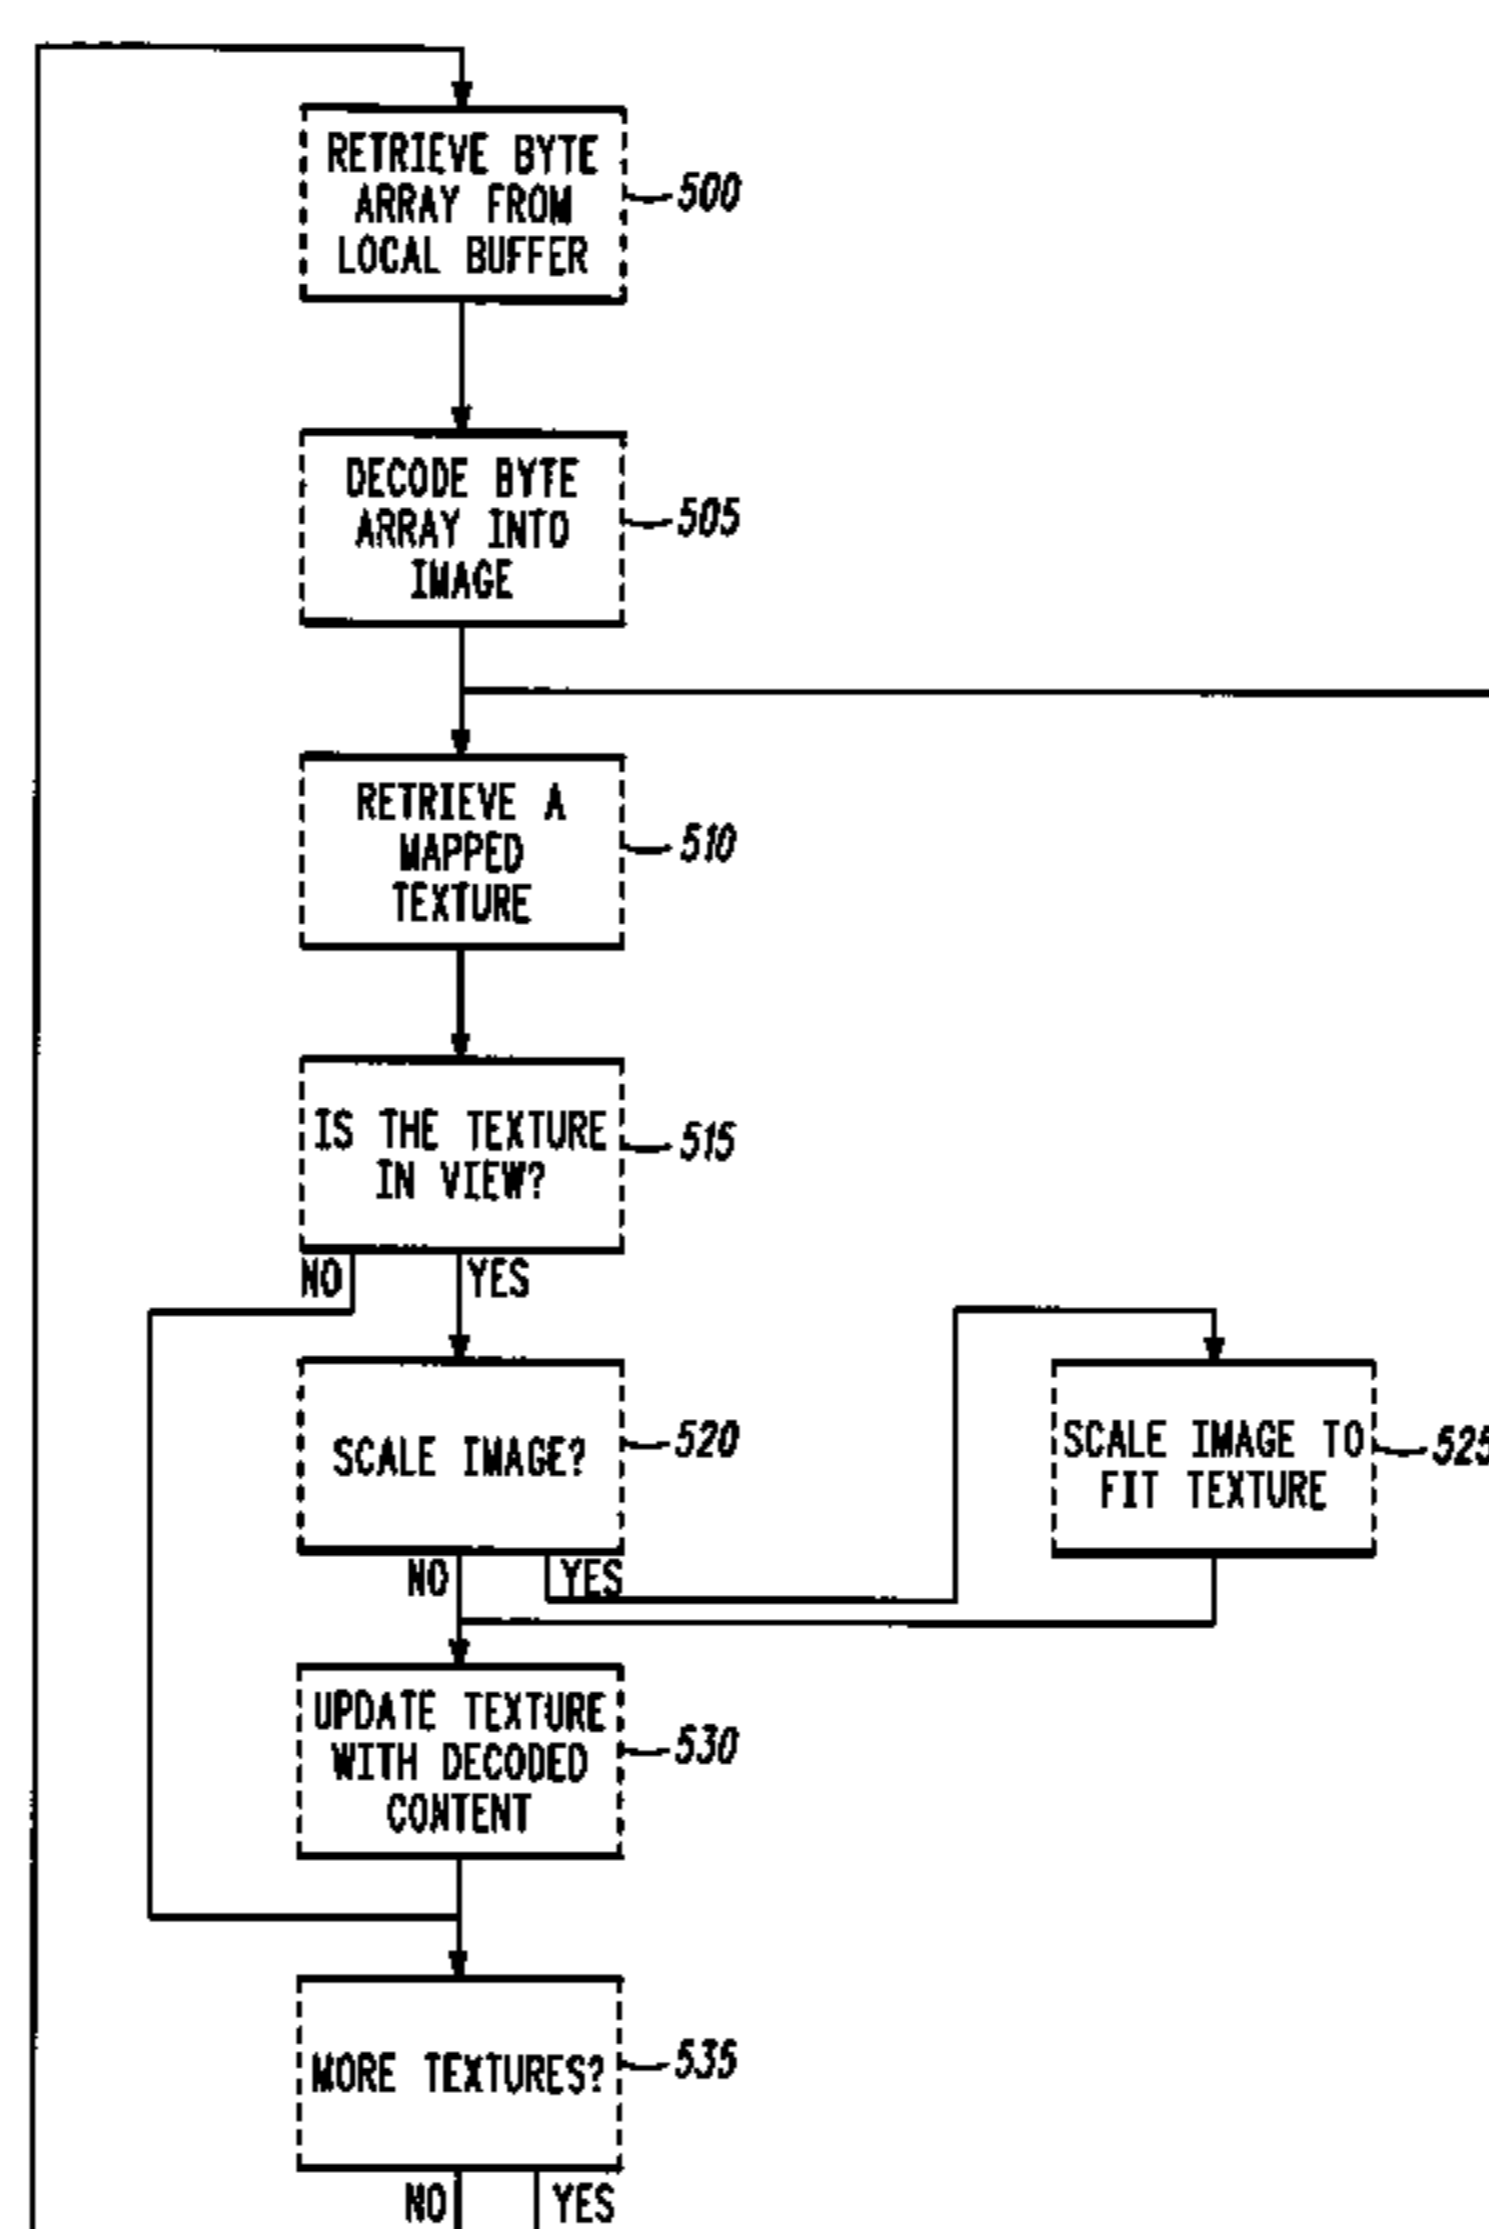 RETRIEVE BYTE
ARRAY FROM
LOCAL BUFFER
500
DECODE BYTE
ARRAY INTO
IMAGE
505
RETRIEVE A
MAPPED
TEXTURE
510
IS THE TEXTURE
IN VIEW?
515
NO
YES
SCALE IMAGE?
520
SCALE IMAGE TO
FIT TEXTURE
525
NO
YES
UPDATE TEXTURE
WITH DECODED
CONTENT
530
MORE TEXTURES?
535
NO
YES